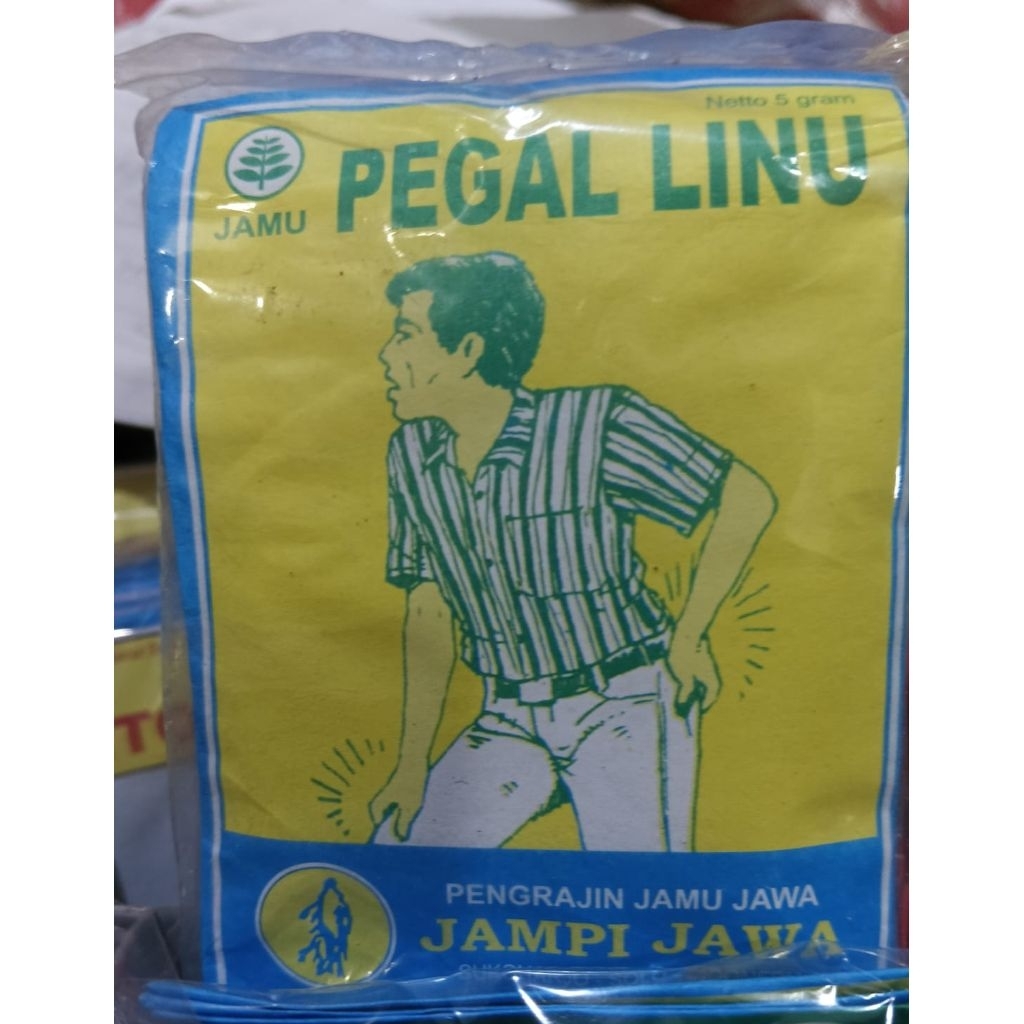 Netto 5 gram
PEGAL LINU
JAMU
PENGRAJIN JAMU JAWA
JAMPI JAWA